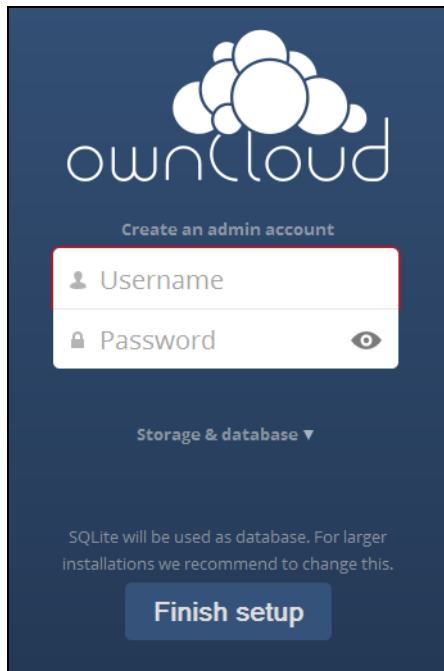 ownCloud
Create an admin account
Username
Password
Storage & database ▼
SQLite will be used as database. For larger
installations we recommend to change this.
Finish setup